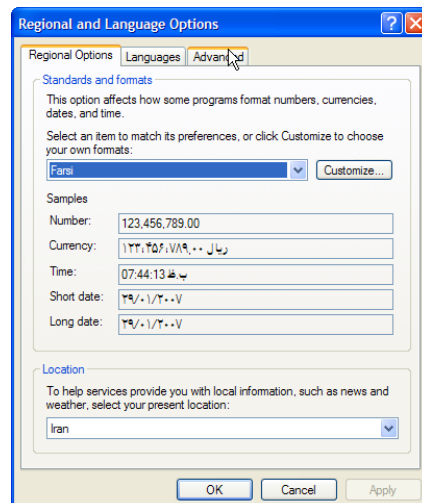 Regional and Language Options
Regional Options
Languages
Advanced
Standards and formats
This option affects how some programs format numbers, currencies,
dates, and time.
Select an item to match its preferences, or click Customize to choose
your own formats:
Farsi
Customize...
Samples
Number:
123,456,789.00
Currency:
ريال ۱۲۳،۴۵۶،۷۸۹,۰۰
Time:
07:44:13 ب.ظ
Short date:
۲۹/۰۱/۲۰۰۷
Long date:
۲۹/۰۱/۲۰۰۷
Location
To help services provide you with local information, such as news and
weather, select your present location:
Iran
OK
Cancel
Apply